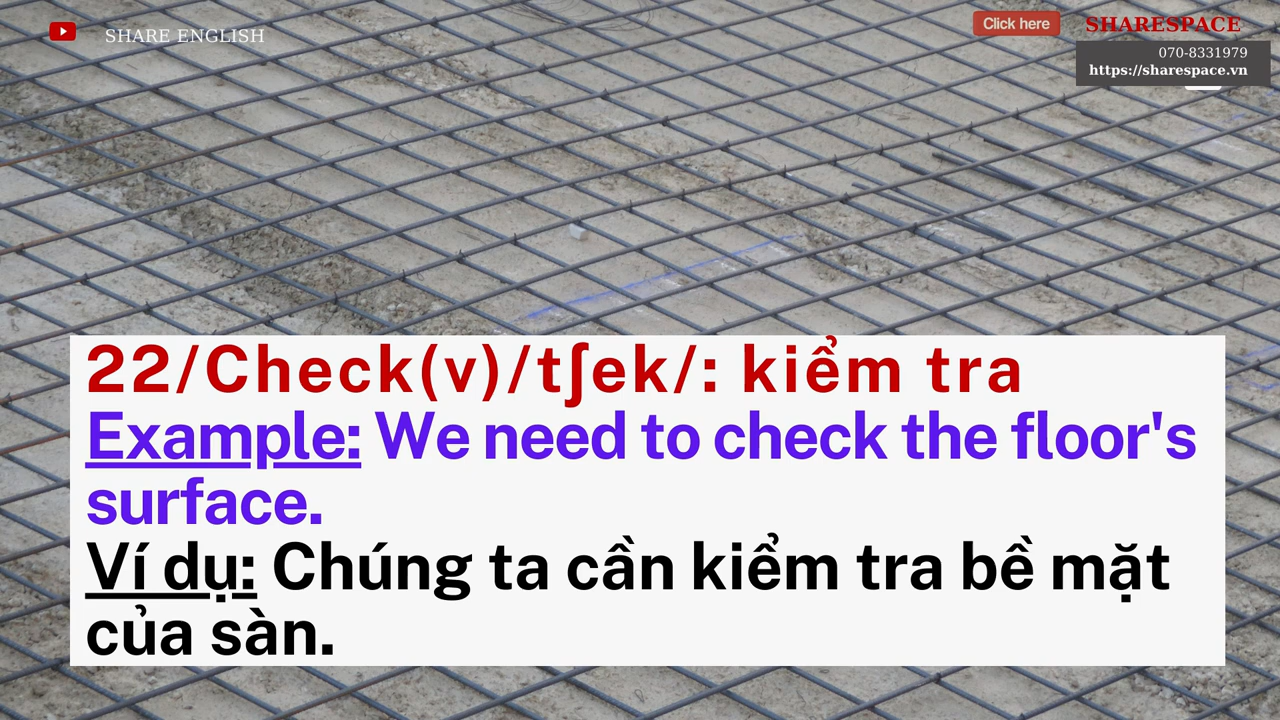 SHARE ENGLISH
Click here
SHARESPACE
070-8331979
https://sharespace.vn
22/Check(v)/tʃek/: kiểm tra
Example: We need to check the floor's
surface.
Ví dụ: Chúng ta cần kiểm tra bề mặt
của sàn.